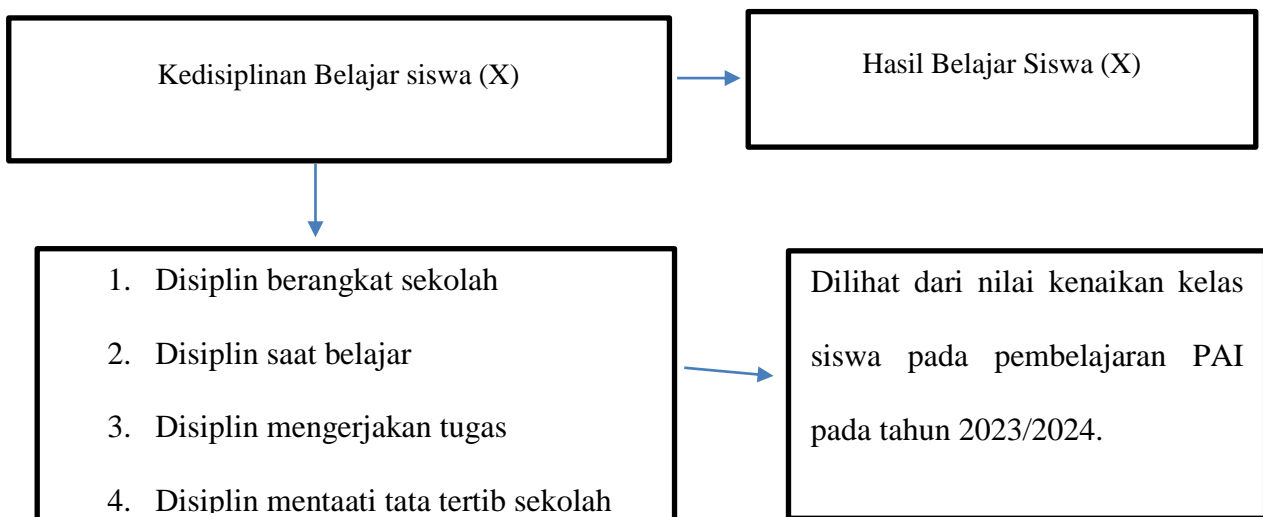 Kedisiplinan Belajar siswa (X)
Hasil Belajar Siswa (X)
1. Disiplin berangkat sekolah
2. Disiplin saat belajar
3. Disiplin mengerjakan tugas
4. Disiplin mentaati tata tertib sekolah
Dilihat dari nilai kenaikan kelas
siswa pada pembelajaran PAI
pada tahun 2023/2024.